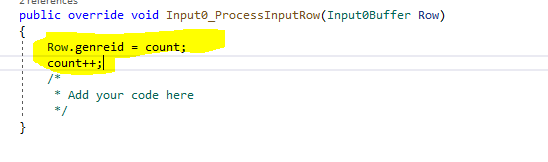 2 references
public override void Input0_ProcessInputRow(Input0Buffer Row)
{
Row.genreid = count;
count++;
/*
* Add your code here
*/
}